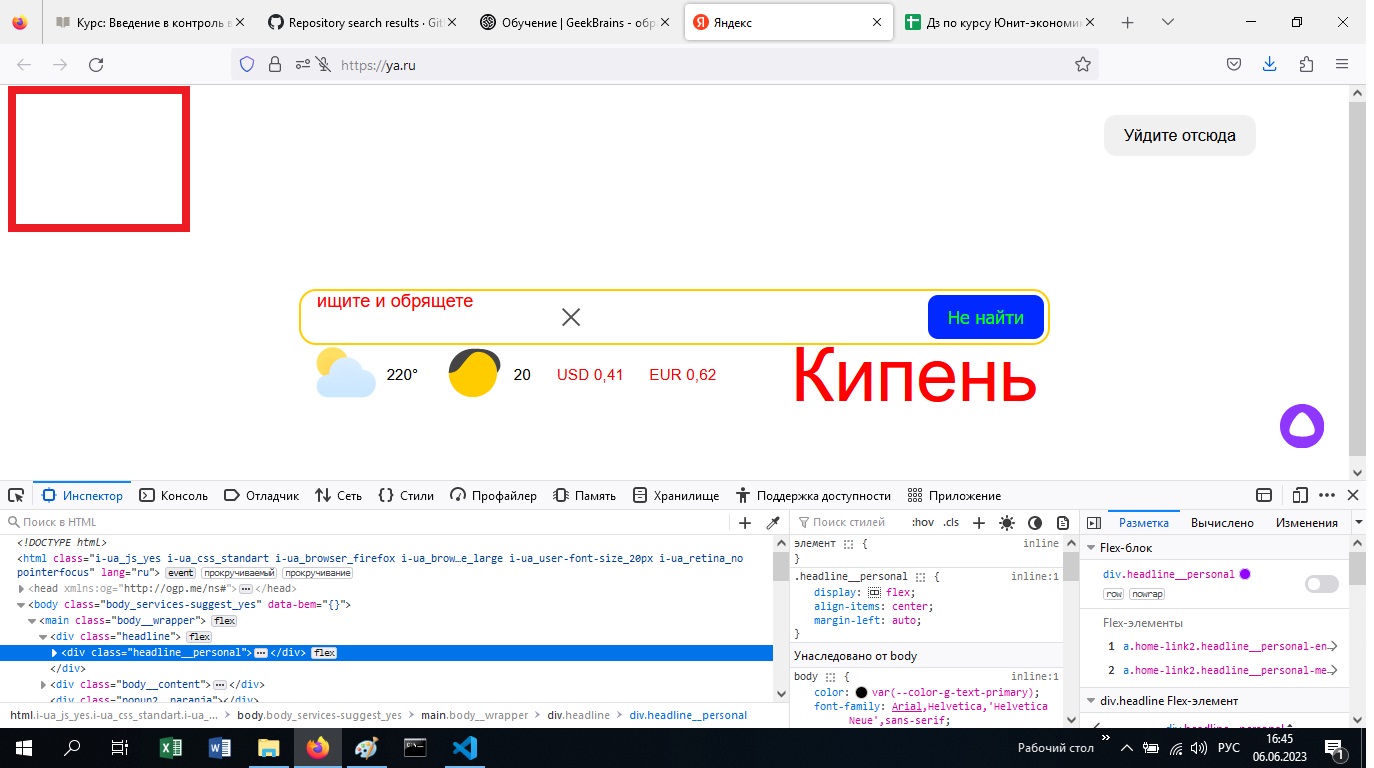 Курс: Введение в контроль в
Repository search results · Git
Обучение | GeekBrains - обр
Яндекс
Дз по курсу Юнит-экономик
https://ya.ru
Уйдите отсюда
ищите и обрящете
Не найти
220°
20
USD 0,41
EUR 0,62
Кипень
Инспектор
Консоль
Отладчик
Сеть
Стили
Профайлер
Память
Хранилище
Поддержка доступности
Приложение
Поиск в HTML
<!DOCTYPE html>
<html class="i-ua_js_yes i-ua_css_standart i-ua_browser_firefox i-ua_brow…e_large i-ua_user-font-size_20px i-ua_retina_no
pointerfocus" lang="ru"> event прокручиваемый прокручивание
<head xmlns:og="http://ogp.me/ns#"> ⋯ </head>
<body class="body_services-suggest_yes" data-bem="{}">
<main class="body__wrapper"> flex
<div class="headline"> flex
<div class="headline__personal"> ⋯ </div> flex
</div>
<div class="body__content"> ⋯ </div>
html.i-ua_js_yes.i-ua_css_standart.i-ua_…
body.body_services-suggest_yes
main.body__wrapper
div.headline
div.headline__personal
Поиск стилей
:hov .cls
элемент {
inline
}
.headline__personal {
inline:1
display: flex;
align-items: center;
margin-left: auto;
}
Унаследовано от body
body {
inline:1
color: var(--color-g-text-primary);
font-family: Arial,Helvetica,'Helvetica
Neue',sans-serif;
Разметка
Вычислено
Изменения
Flex-блок
div.headline__personal
row nowrap
Flex-элементы
1 a.home-link2.headline__personal-en…
2 a.home-link2.headline__personal-me…
div.headline Flex-элемент
Рабочий стол
РУС
16:45
06.06.2023
1